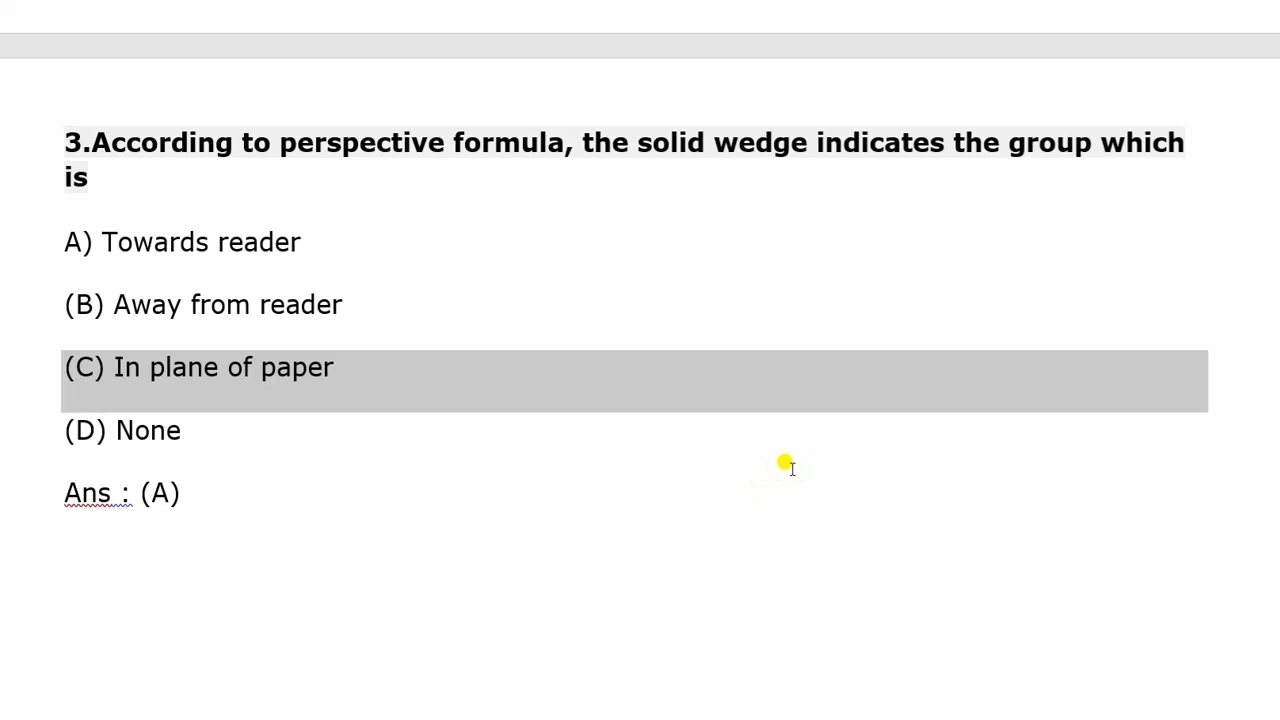 3.According to perspective formula, the solid wedge indicates the group which
is
A) Towards reader
(B) Away from reader
(C) In plane of paper
(D) None
Ans : (A)